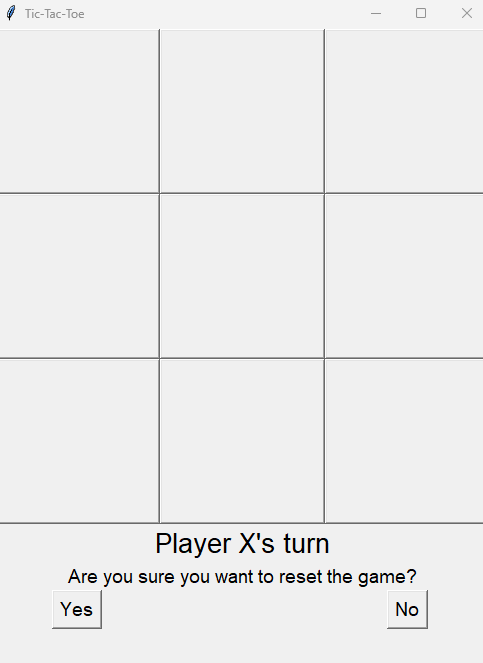 Tic-Tac-Toe
Player X's turn
Are you sure you want to reset the game?
Yes No